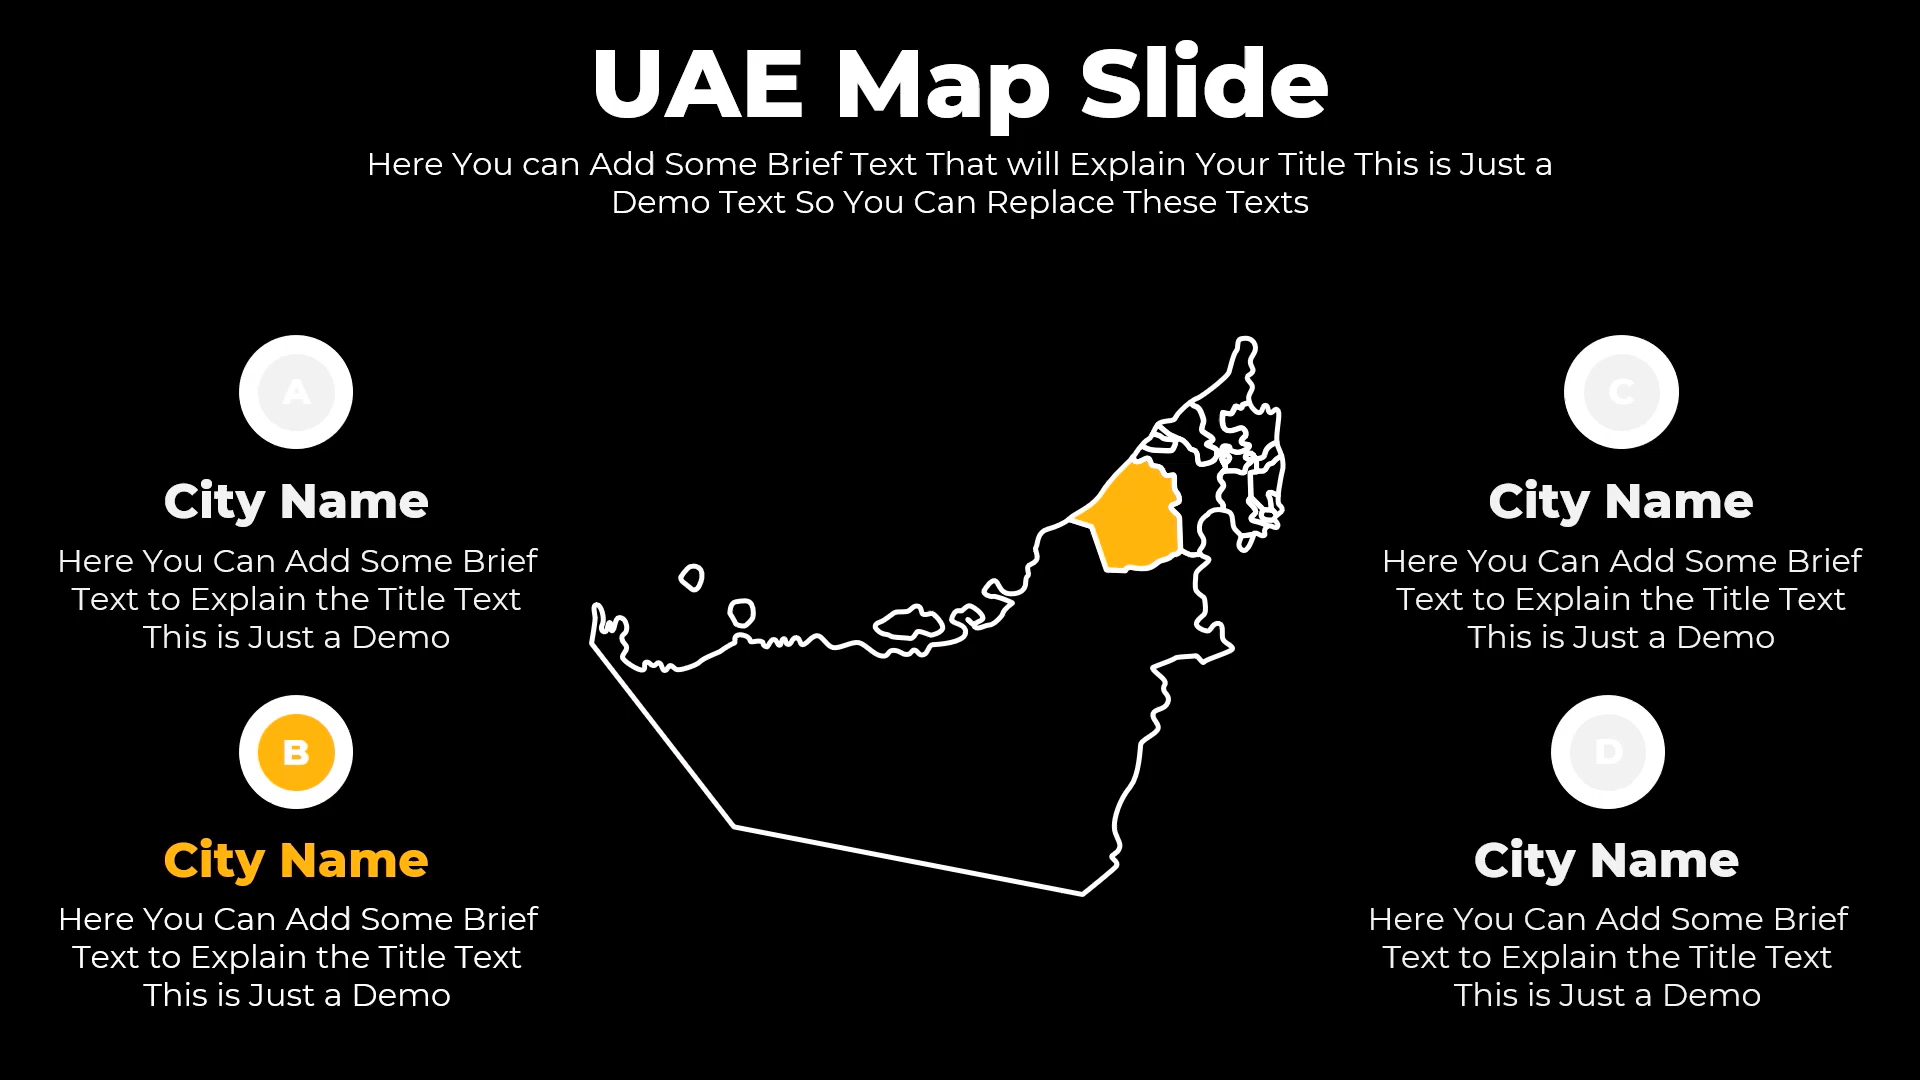 UAE Map Slide
Here You can Add Some Brief Text That will Explain Your Title This is Just a
Demo Text So You Can Replace These Texts
A
City Name
Here You Can Add Some Brief
Text to Explain the Title Text
This is Just a Demo
B
City Name
Here You Can Add Some Brief
Text to Explain the Title Text
This is Just a Demo
C
City Name
Here You Can Add Some Brief
Text to Explain the Title Text
This is Just a Demo
D
City Name
Here You Can Add Some Brief
Text to Explain the Title Text
This is Just a Demo